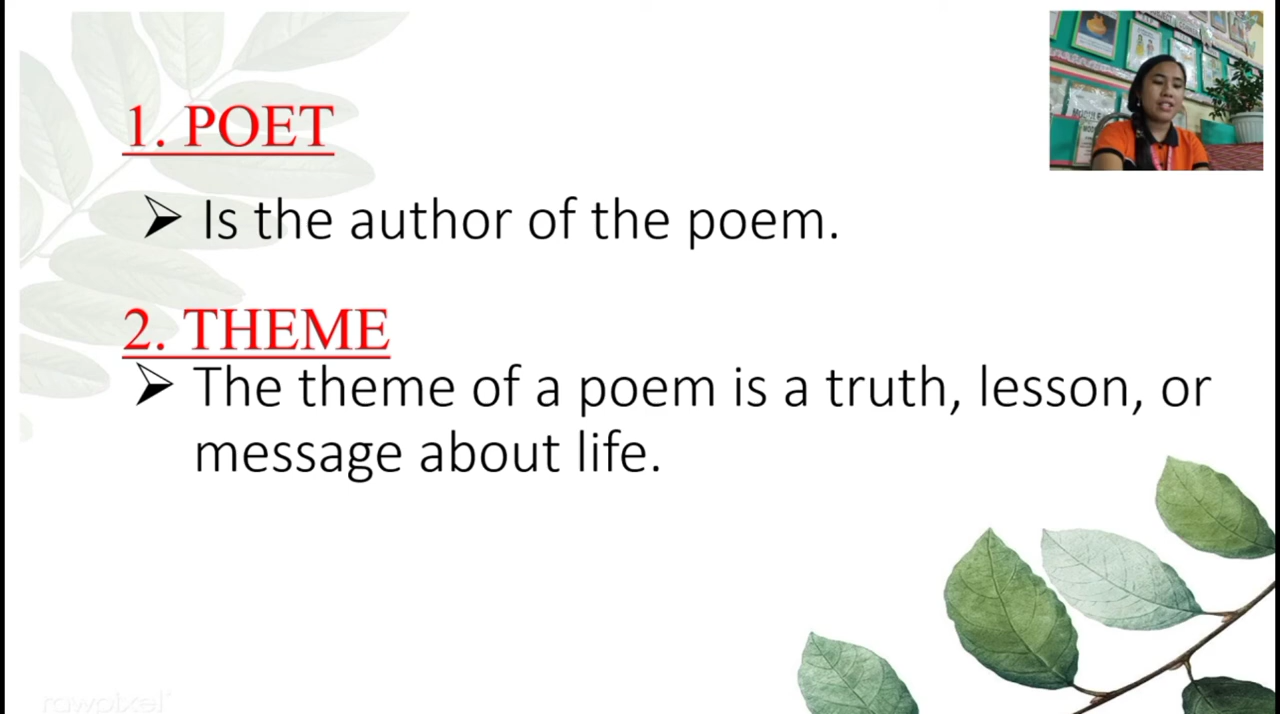 1. POET
➢ Is the author of the poem.
2. THEME
➢ The theme of a poem is a truth, lesson, or
message about life.
rawpixel